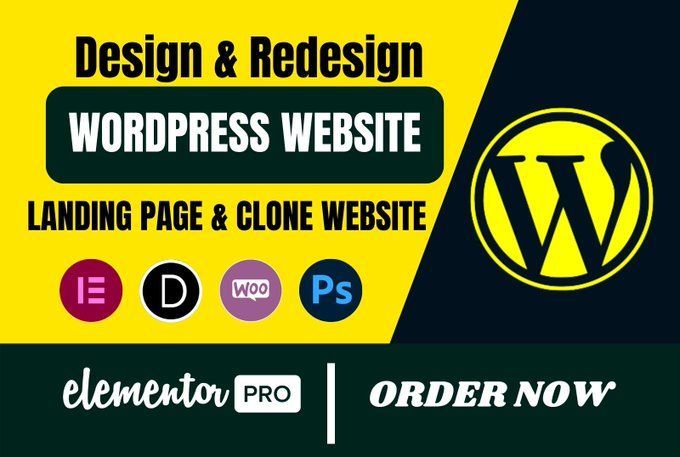 Design & Redesign
WORDPRESS WEBSITE
LANDING PAGE & CLONE WEBSITE
W
E D WOO Ps
elementor PRO
ORDER NOW